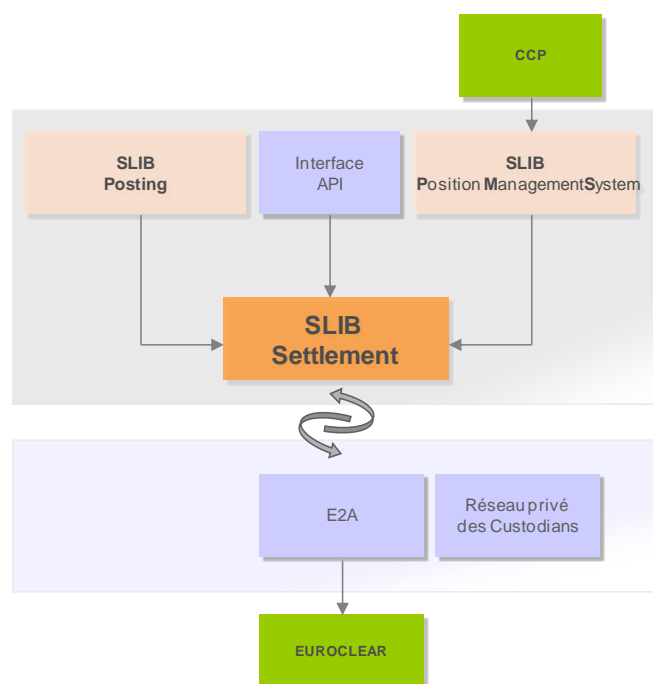 CCP
SLIB
Posting
Interface
API
SLIB
Position ManagementSystem
SLIB
Settlement
E2A
Réseau privé
des Custodians
EUROCLEAR